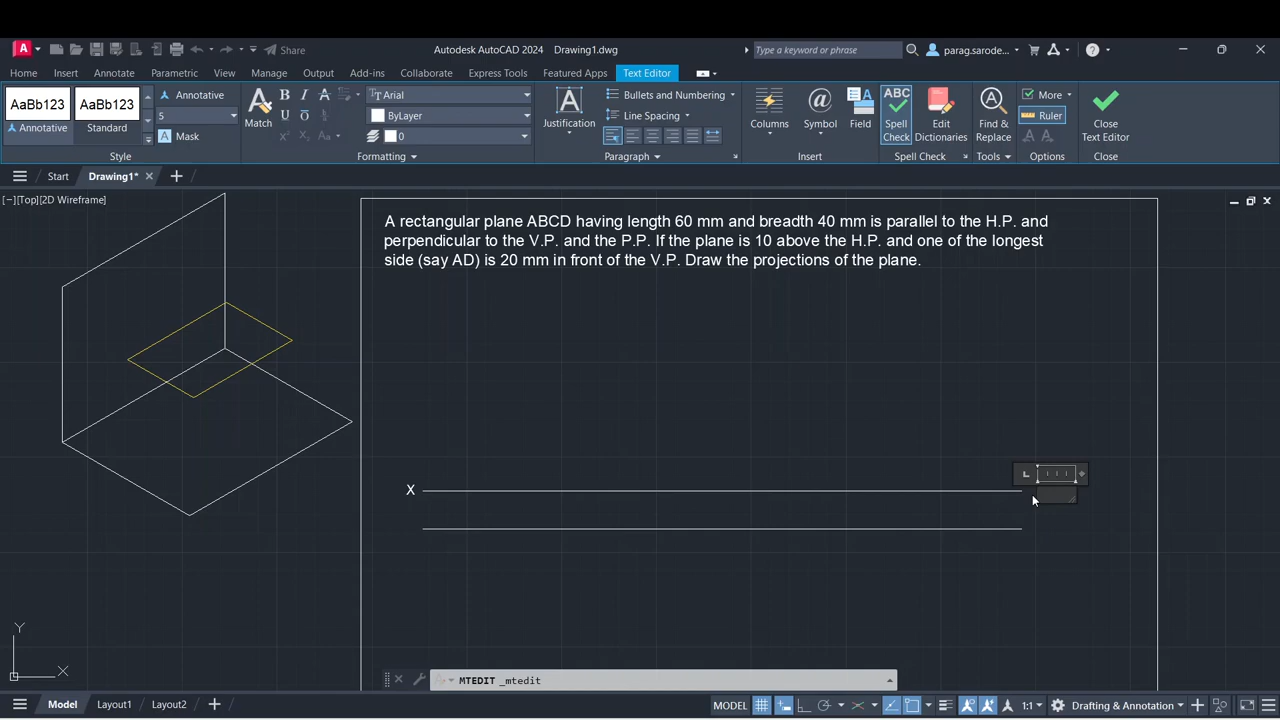 Share
Autodesk AutoCAD 2024 Drawing1.dwg
Type a keyword or phrase
parag.sarode...
Home Insert Annotate Parametric View Manage Output Add-ins Collaborate Express Tools Featured Apps Text Editor
AaBb123 AaBb123 Annotative
Annotative Standard 5
Mask
Style
Match
B I A
Arial
U O
ByLayer
0
Formatting
Justification
Bullets and Numbering
Line Spacing
Paragraph
Columns Symbol Field
Insert
ABC
Spell Check
Edit Dictionaries
Spell Check
Find & Replace
Tools
More
Ruler
Options
Close Text Editor
Close
Start Drawing1*
[−][Top][2D Wireframe]
A rectangular plane ABCD having length 60 mm and breadth 40 mm is parallel to the H.P. and
perpendicular to the V.P. and the P.P. If the plane is 10 above the H.P. and one of the longest
side (say AD) is 20 mm in front of the V.P. Draw the projections of the plane.
X
Y
X
MTEDIT _mtedit
Model Layout1 Layout2
MODEL
1:1
Drafting & Annotation